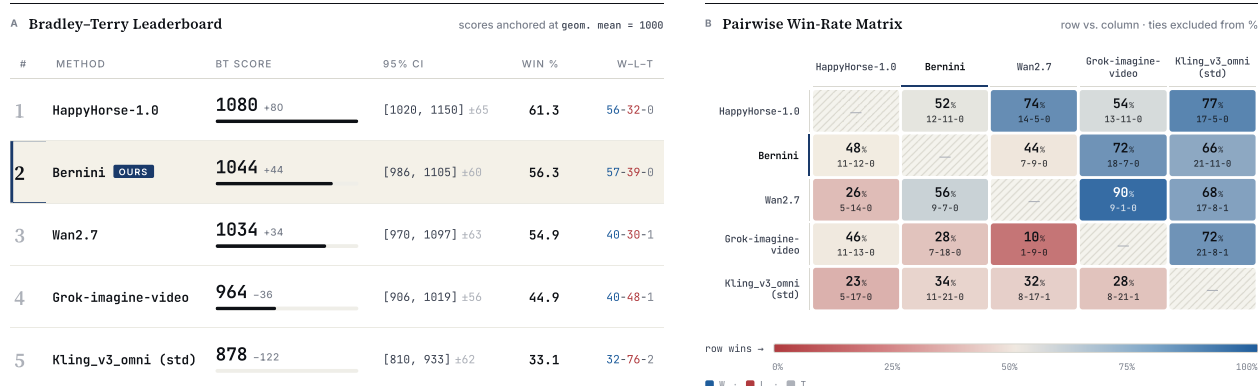 A Bradley–Terry Leaderboard scores anchored at geom. mean = 1000
# METHOD BT SCORE 95% CI WIN % W–L–T
1 HappyHorse-1.0 1080 +80 [1020, 1150] ±65 61.3 56-32-0
2 Bernini OURS 1044 +44 [986, 1105] ±60 56.3 57-39-0
3 Wan2.7 1034 +34 [970, 1097] ±63 54.9 40-30-1
4 Grok-imagine-video 964 −36 [906, 1019] ±56 44.9 40-48-1
5 Kling_v3_omni (std) 878 −122 [810, 933] ±62 33.1 32-76-2
B Pairwise Win-Rate Matrix row vs. column · ties excluded from %
HappyHorse-1.0 Bernini Wan2.7 Grok-imagine-video Kling_v3_omni (std)
HappyHorse-1.0 — 52% 74% 54% 77%
12-11-0 14-5-0 13-11-0 17-5-0
Bernini 48% — 44% 72% 66%
11-12-0 7-9-0 18-7-0 21-11-0
Wan2.7 26% 56% — 90% 68%
5-14-0 9-7-0 9-1-0 17-8-1
Grok-imagine-video 46% 28% 10% — 72%
11-13-0 7-18-0 1-9-0 21-8-1
Kling_v3_omni (std) 23% 34% 32% 28% —
5-17-0 11-21-0 8-17-1 8-21-1
row wins →
0% 25% 50% 75% 100%
W · L · T